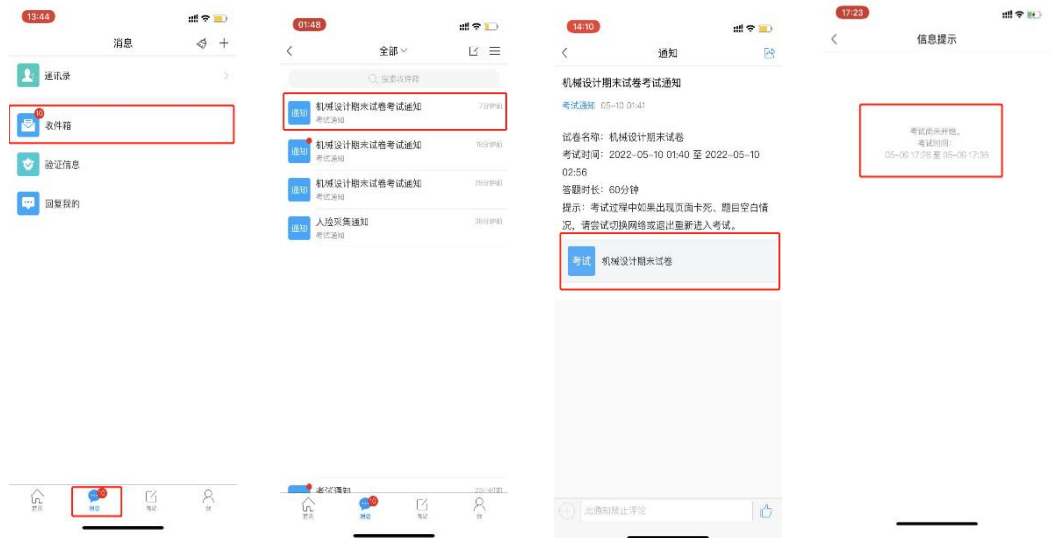 13:44
消息
通讯录
10
收件箱
验证信息
回复我的
10
首页
消息
考试
我
01:48
全部
搜索收件箱
通知
机械设计期末试卷考试通知
7分钟前
考试通知
通知
机械设计期末试卷考试通知
考试通知
通知
机械设计期末试卷考试通知
考试通知
通知
人脸采集通知
考试通知
考试通知
10
首页
消息
考试
我
14:10
通知
机械设计期末试卷考试通知
考试通知 05-10 01:41
试卷名称：机械设计期末试卷
考试时间：2022-05-10 01:40 至 2022-05-10
02:56
答题时长：60分钟
提示：考试过程中如果出现页面卡死、题目空白情
况，请尝试切换网络或退出重新进入考试。
考试
机械设计期末试卷
此通知禁止评论
17:23
信息提示
考试尚未开始。
考试时间：
05-09 17:26 至 05-09 17:36